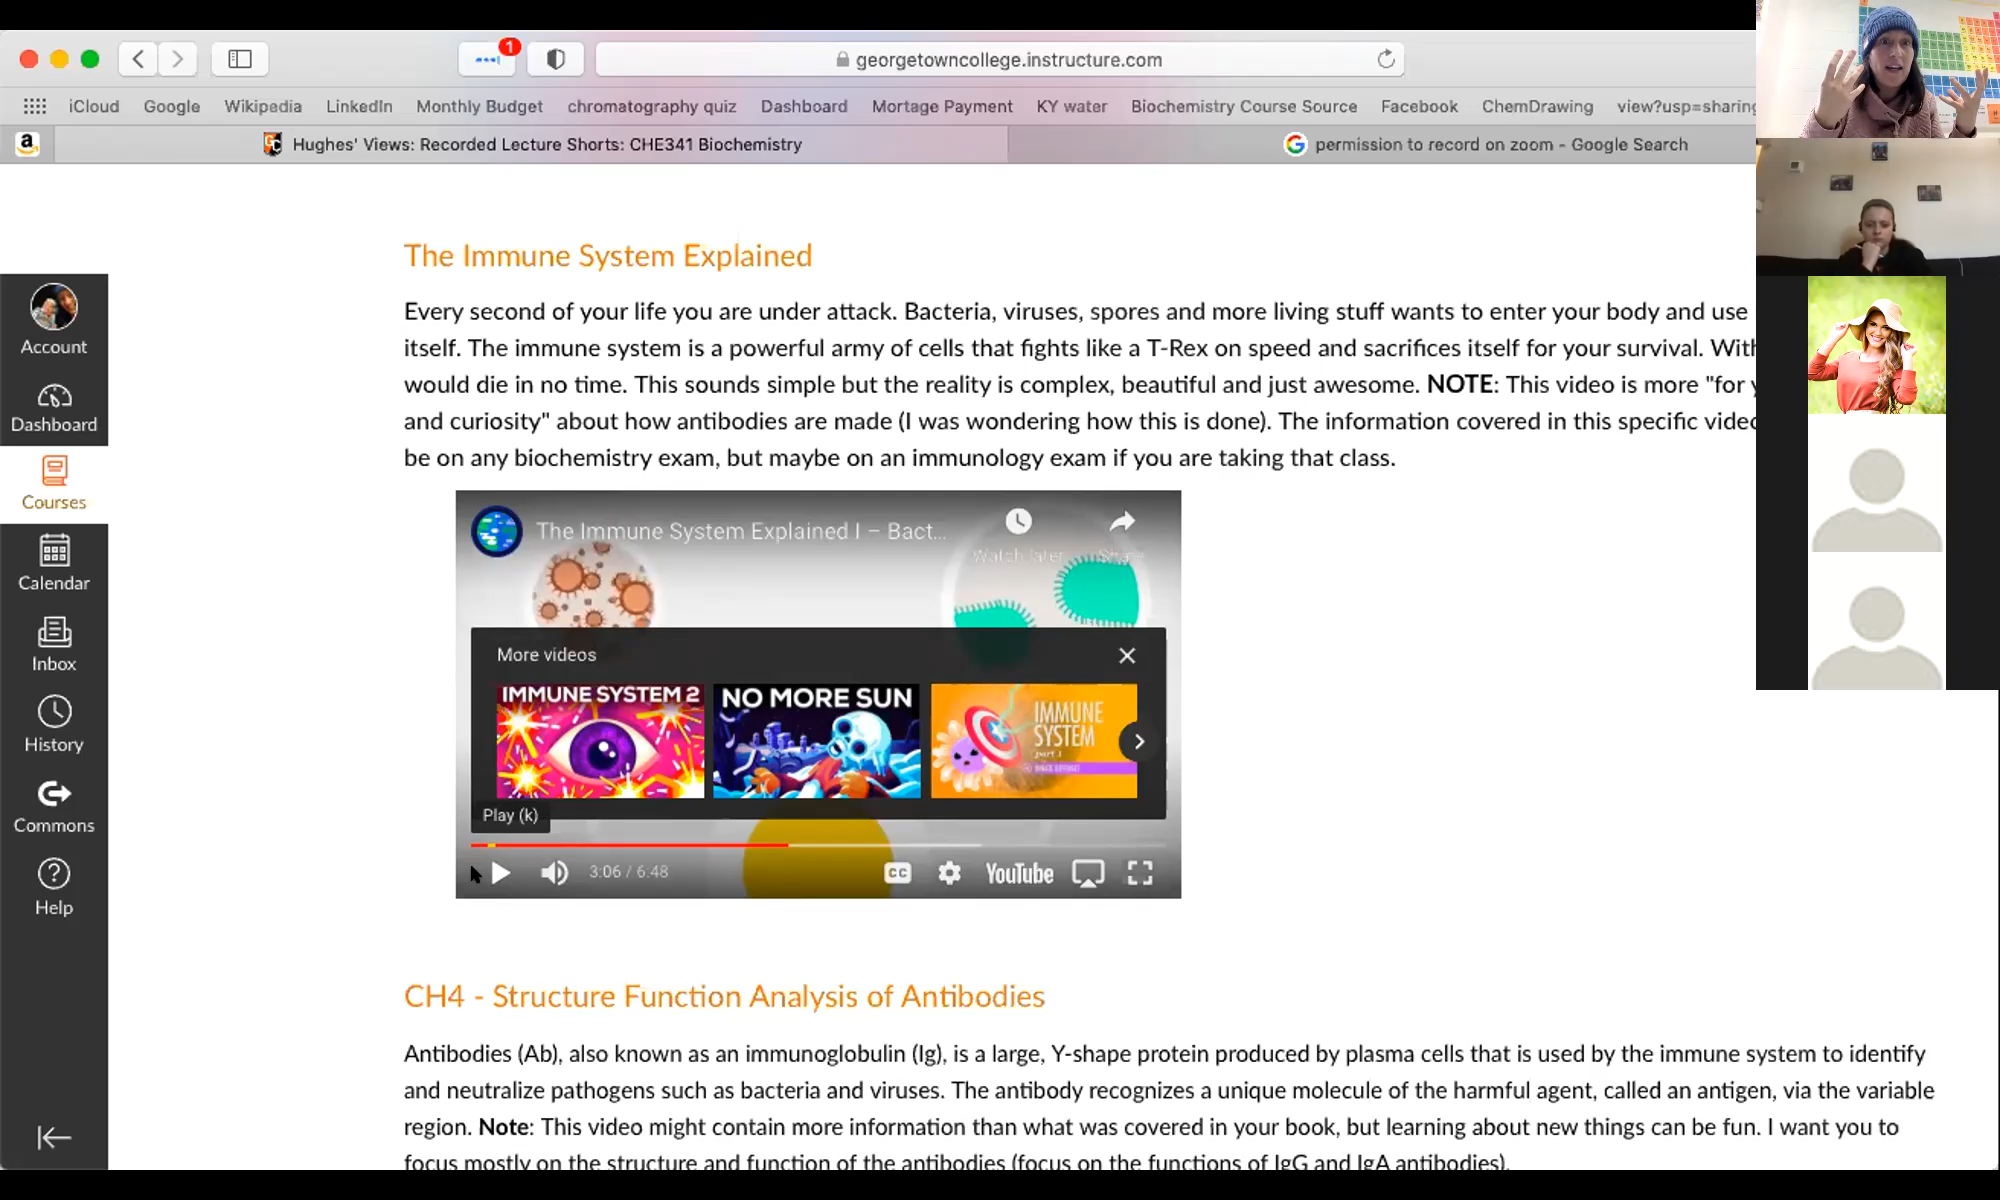 1
georgetowncollege.instructure.com
iCloud Google Wikipedia LinkedIn Monthly Budget chromatography quiz Dashboard Mortage Payment KY water Biochemistry Course Source Facebook ChemDrawing view?usp=sharing
a Hughes' Views: Recorded Lecture Shorts: CHE341 Biochemistry permission to record on zoom - Google Search
Account
Dashboard
Courses
Calendar
Inbox
History
Commons
Help
The Immune System Explained
Every second of your life you are under attack. Bacteria, viruses, spores and more living stuff wants to enter your body and use
itself. The immune system is a powerful army of cells that fights like a T-Rex on speed and sacrifices itself for your survival.
would die in no time. This sounds simple but the reality is complex, beautiful and just awesome. NOTE: This video is more "for
and curiosity" about how antibodies are made (I was wondering how this is done). The information covered in this specific
be on any biochemistry exam, but maybe on an immunology exam if you are taking that class.
The Immune System Explained I – Bact...
Watch later Share
More videos
IMMUNE SYSTEM 2
NO MORE SUN
IMMUNE
SYSTEM
part 1
Play (k)
3:06 / 6:48
CC YouTube
CH4 - Structure Function Analysis of Antibodies
Antibodies (Ab), also known as an immunoglobulin (Ig), is a large, Y-shape protein produced by plasma cells that is used by the immune system to identify
and neutralize pathogens such as bacteria and viruses. The antibody recognizes a unique molecule of the harmful agent, called an antigen, via the variable
region. Note: This video might contain more information than what was covered in your book, but learning about new things can be fun. I want you to
focus mostly on the structure and function of the antibodies (focus on the functions of IgG and IgA antibodies).